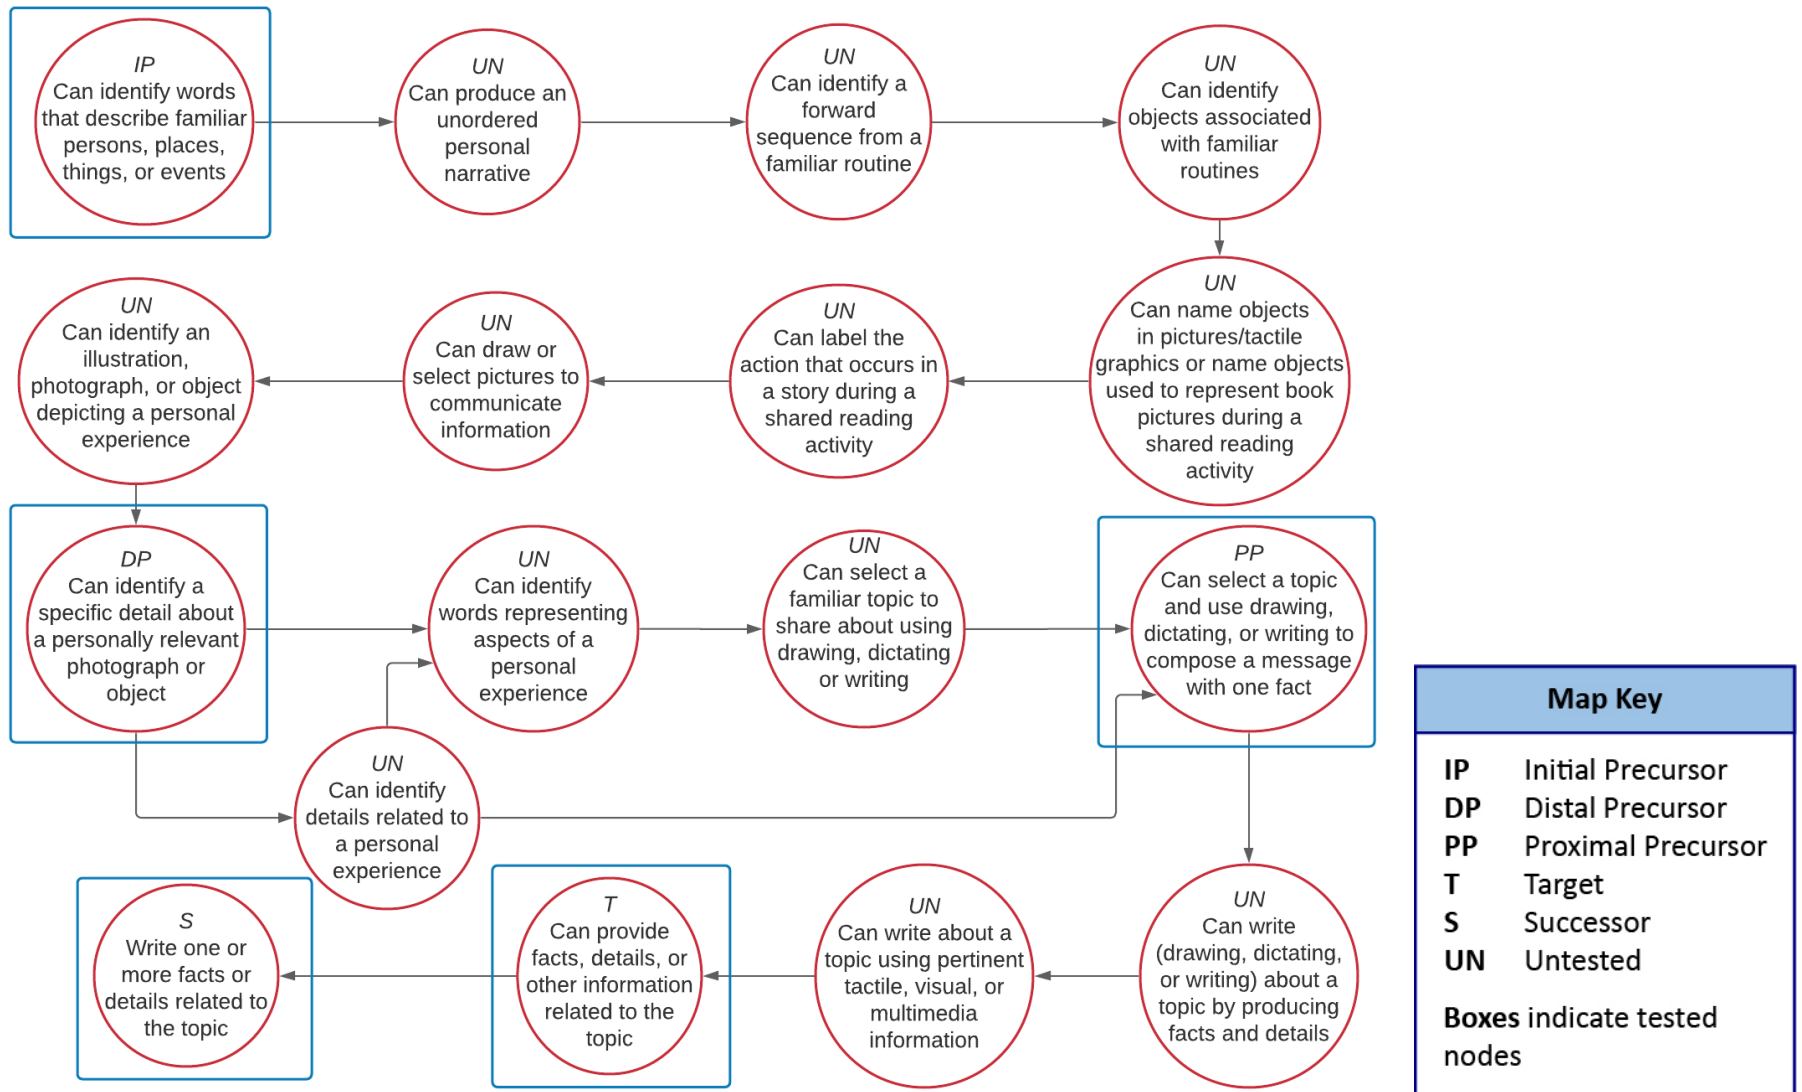 IP
Can identify words
that describe familiar
persons, places,
things, or events
UN
Can produce an
unordered
personal
narrative
UN
Can identify a
forward
sequence from a
familiar routine
UN
Can identify
objects associated
with familiar
routines
UN
Can name objects
in pictures/tactile
graphics or name objects
used to represent book
pictures during a
shared reading
activity
UN
Can label the
action that occurs in
a story during a
shared reading
activity
UN
Can draw or
select pictures to
communicate
information
UN
Can identify an
illustration,
photograph, or object
depicting a personal
experience
DP
Can identify a
specific detail about
a personally relevant
photograph or
object
UN
Can identify
words representing
aspects of a
personal
experience
UN
Can select a
familiar topic to
share about using
drawing, dictating
or writing
PP
Can select a topic
and use drawing,
dictating, or writing to
compose a message
with one fact
UN
Can identify
details related to
a personal
experience
UN
Can write
(drawing, dictating,
or writing) about a
topic by producing
facts and details
UN
Can write about a
topic using pertinent
tactile, visual, or
multimedia
information
T
Can provide
facts, details, or
other information
related to the
topic
S
Write one or
more facts or
details related to
the topic
Map Key
IP Initial Precursor
DP Distal Precursor
PP Proximal Precursor
T Target
S Successor
UN Untested
Boxes indicate tested
nodes